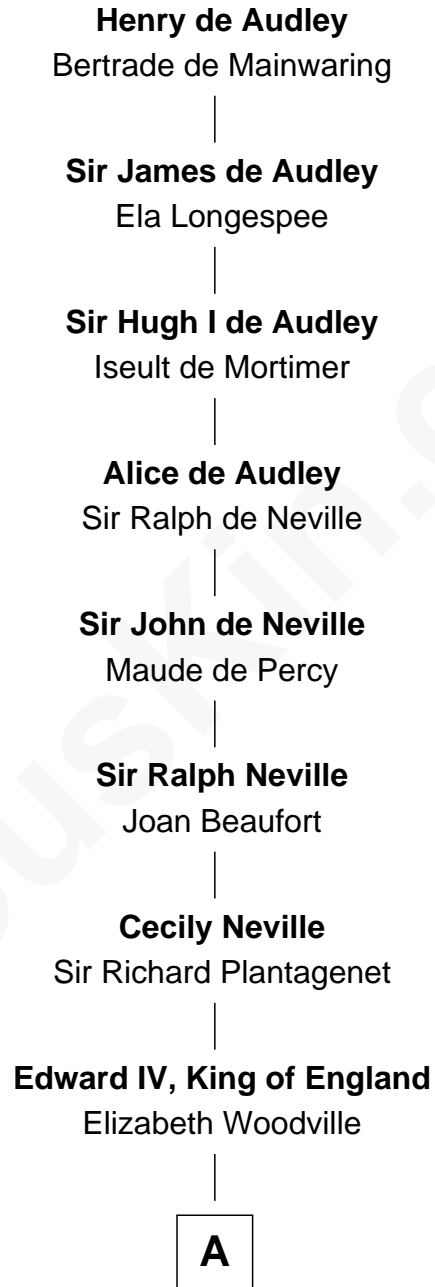 Henry de Audley
Bertrade de Mainwaring
Sir James de Audley
Ela Longespee
Sir Hugh I de Audley
Iseult de Mortimer
Alice de Audley
Sir Ralph de Neville
Sir John de Neville
Maude de Percy
Sir Ralph Neville
Joan Beaufort
Cecily Neville
Sir Richard Plantagenet
Edward IV, King of England
Elizabeth Woodville
A